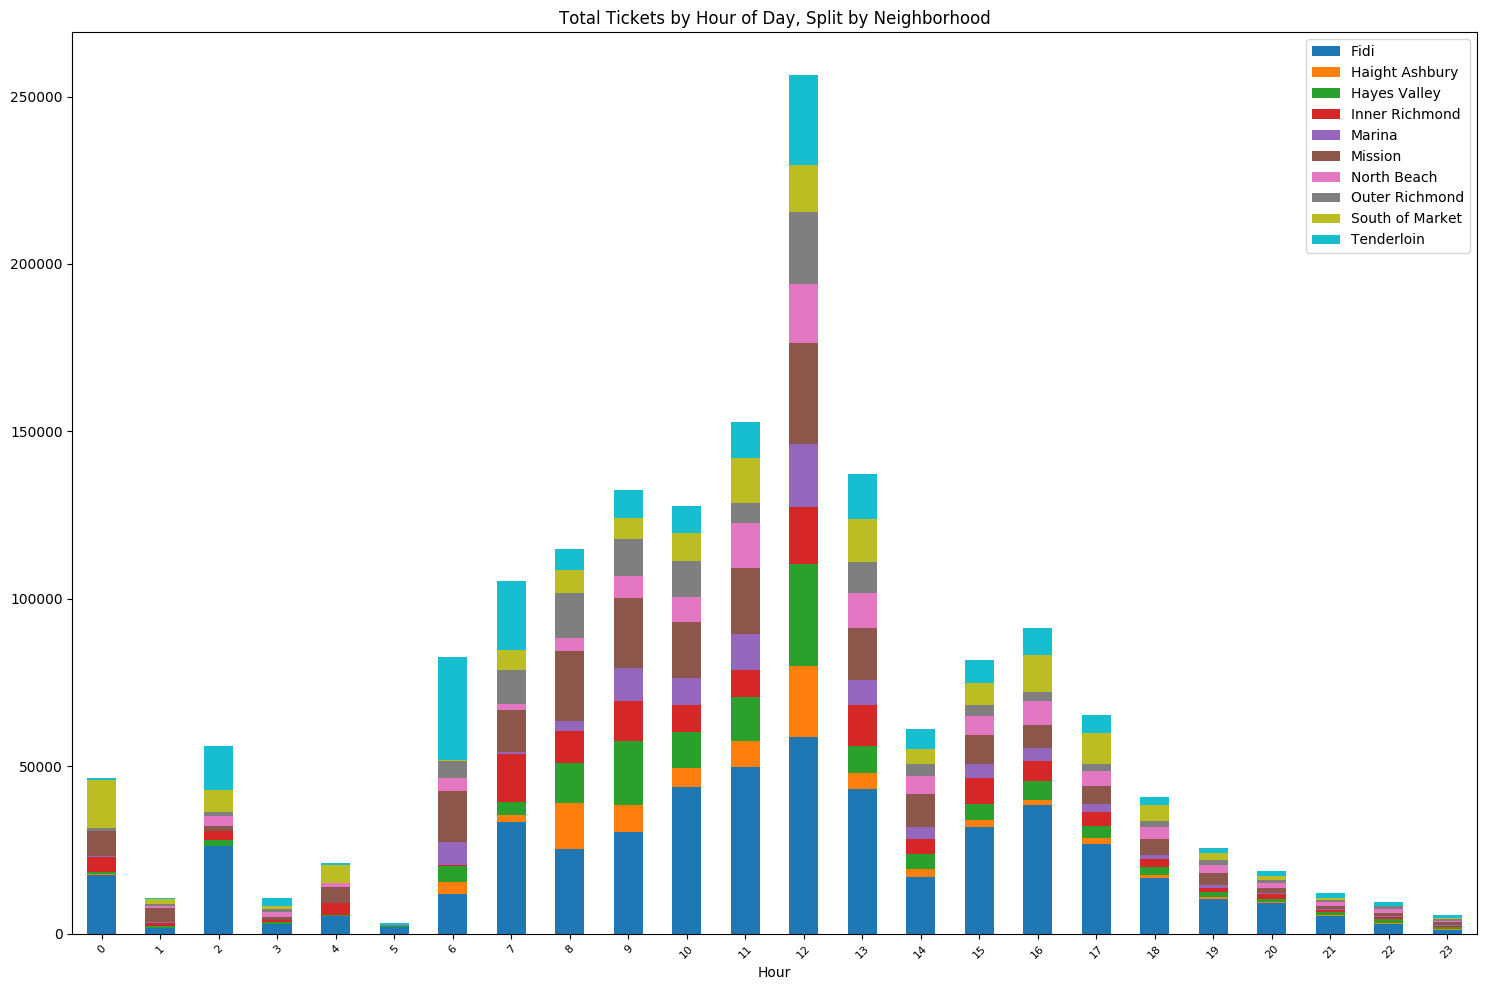 Total Tickets by Hour of Day, Split by Neighborhood
Fidi
Haight Ashbury
Hayes Valley
Inner Richmond
Marina
Mission
North Beach
Outer Richmond
South of Market
Tenderloin
250000
200000
150000
100000
50000
0
0 1 2 3 4 5 6 7 8 9 10 11 12 13 14 15 16 17 18 19 20 21 22 23
Hour